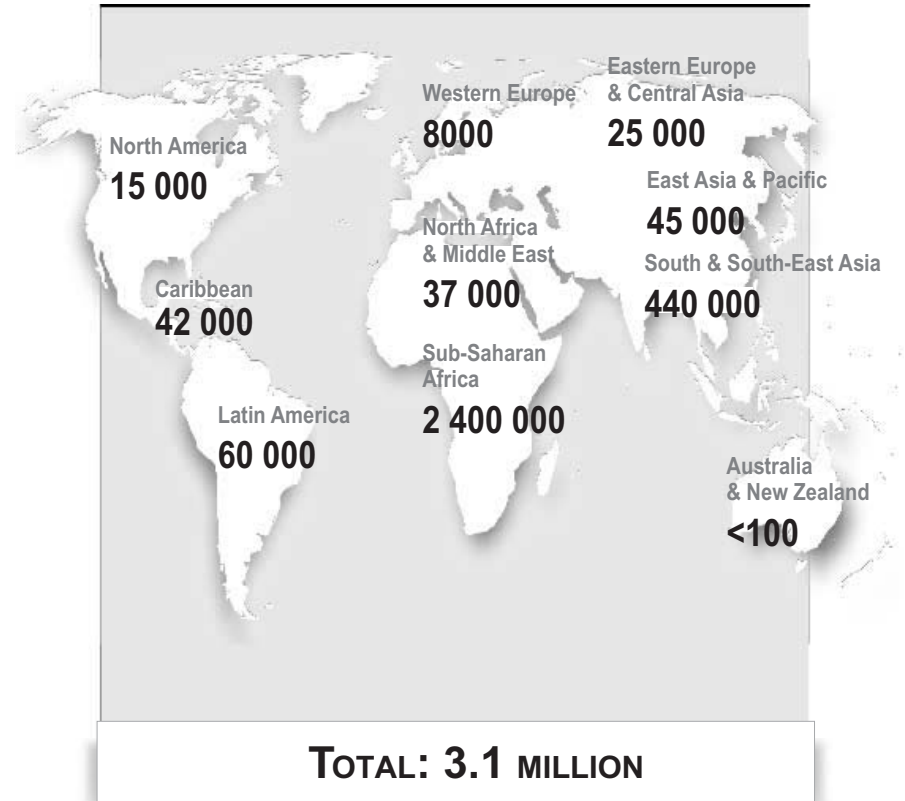 North America
15 000
Caribbean
42 000
Latin America
60 000
Western Europe
8000
North Africa
& Middle East
37 000
Sub-Saharan
Africa
2 400 000
Eastern Europe
& Central Asia
25 000
East Asia & Pacific
45 000
South & South-East Asia
440 000
Australia
& New Zealand
<100
TOTAL: 3.1 MILLION